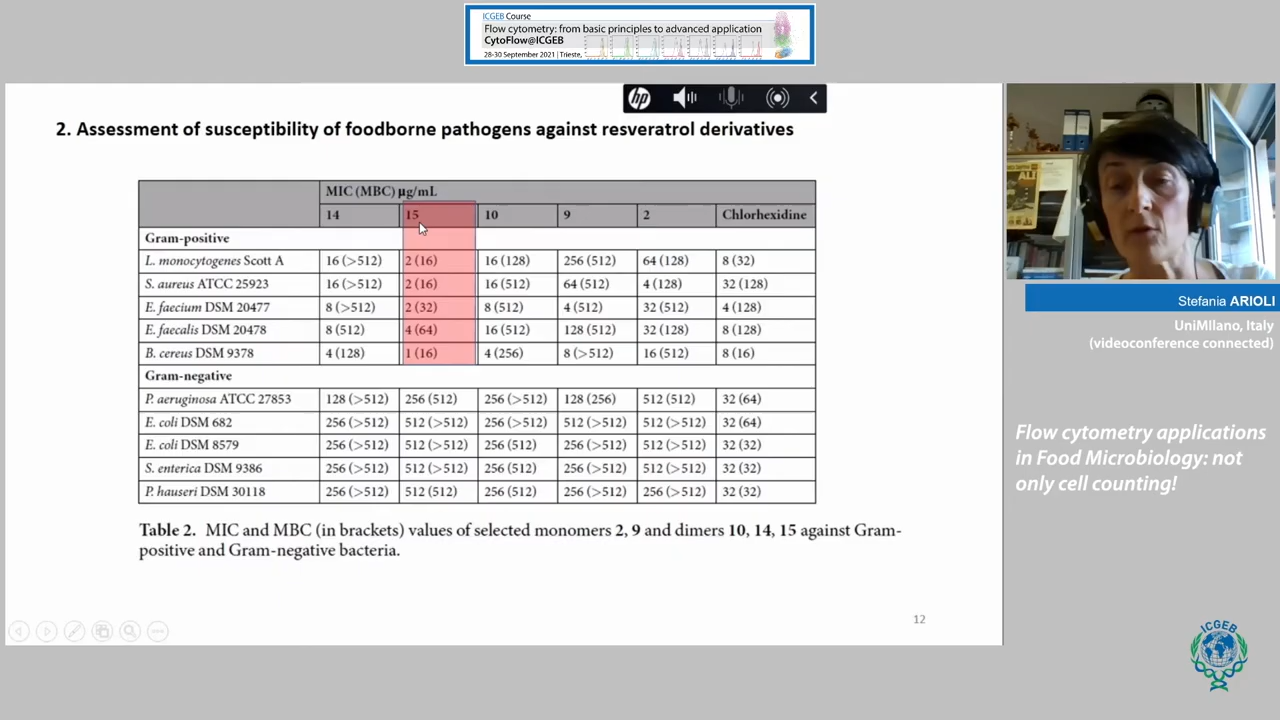 ICGEB Course
Flow cytometry: from basic principles to advanced application
CytoFlow@ICGEB
28-30 September 2021 | Trieste,
hp
2. Assessment of susceptibility of foodborne pathogens against resveratrol derivatives
MIC (MBC) µg/mL
14 15 10 9 2 Chlorhexidine
Gram-positive
L. monocytogenes Scott A 16 (>512) 2 (16) 16 (128) 256 (512) 64 (128) 8 (32)
S. aureus ATCC 25923 16 (>512) 2 (16) 16 (512) 64 (512) 4 (128) 32 (128)
E. faecium DSM 20477 8 (>512) 2 (32) 8 (512) 4 (512) 32 (512) 4 (128)
E. faecalis DSM 20478 8 (512) 4 (64) 16 (512) 128 (512) 32 (128) 8 (128)
B. cereus DSM 9378 4 (128) 1 (16) 4 (256) 8 (>512) 16 (512) 8 (16)
Gram-negative
P. aeruginosa ATCC 27853 128 (>512) 256 (512) 256 (>512) 128 (256) 512 (512) 32 (64)
E. coli DSM 682 256 (>512) 512 (>512) 256 (>512) 512 (>512) 512 (>512) 32 (64)
E. coli DSM 8579 256 (>512) 512 (>512) 256 (512) 256 (>512) 512 (>512) 32 (32)
S. enterica DSM 9386 256 (>512) 512 (>512) 256 (512) 256 (>512) 512 (>512) 32 (32)
P. hauseri DSM 30118 256 (>512) 512 (512) 256 (512) 256 (>512) 256 (>512) 32 (32)
Table 2. MIC and MBC (in brackets) values of selected monomers 2, 9 and dimers 10, 14, 15 against Gram-
positive and Gram-negative bacteria.
12
ALI
Stefania ARIOLI
UniMIlano, Italy
(videoconference connected)
Flow cytometry applications
in Food Microbiology: not
only cell counting!
ICGEB